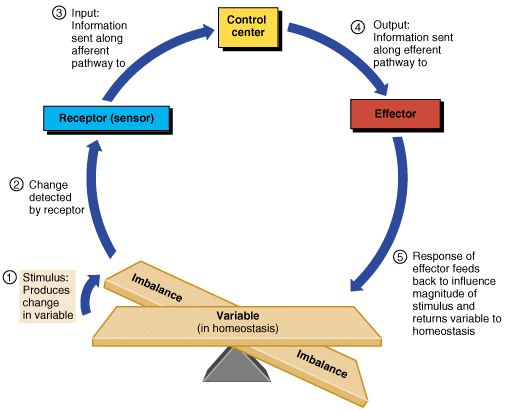 ③ Input:
Information
sent along
afferent
pathway to
Control
center
④ Output:
Information sent
along efferent
pathway to
Receptor (sensor)
Effector
② Change
detected
by receptor
① Stimulus:
Produces
change
in variable
Imbalance
Variable
(in homeostasis)
Imbalance
⑤ Response of
effector feeds
back to influence
magnitude of
stimulus and
returns variable to
homeostasis